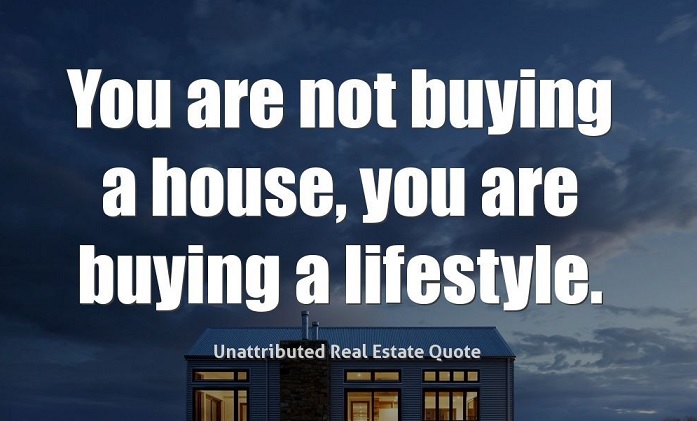 You are not buying
a house, you are
buying a lifestyle.
Unattributed Real Estate Quote